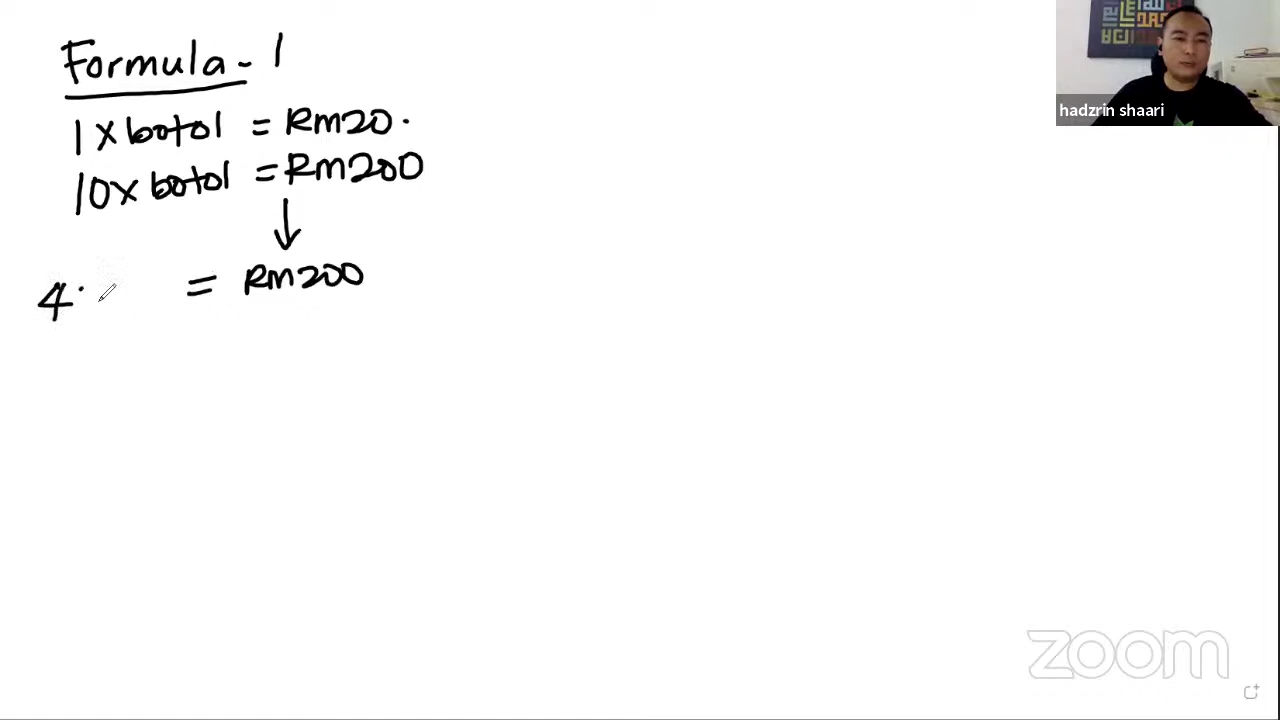 Formula - 1
1 x botol = RM20.
10 x botol = RM200
4. = RM200
hadzrin shaari
zoom